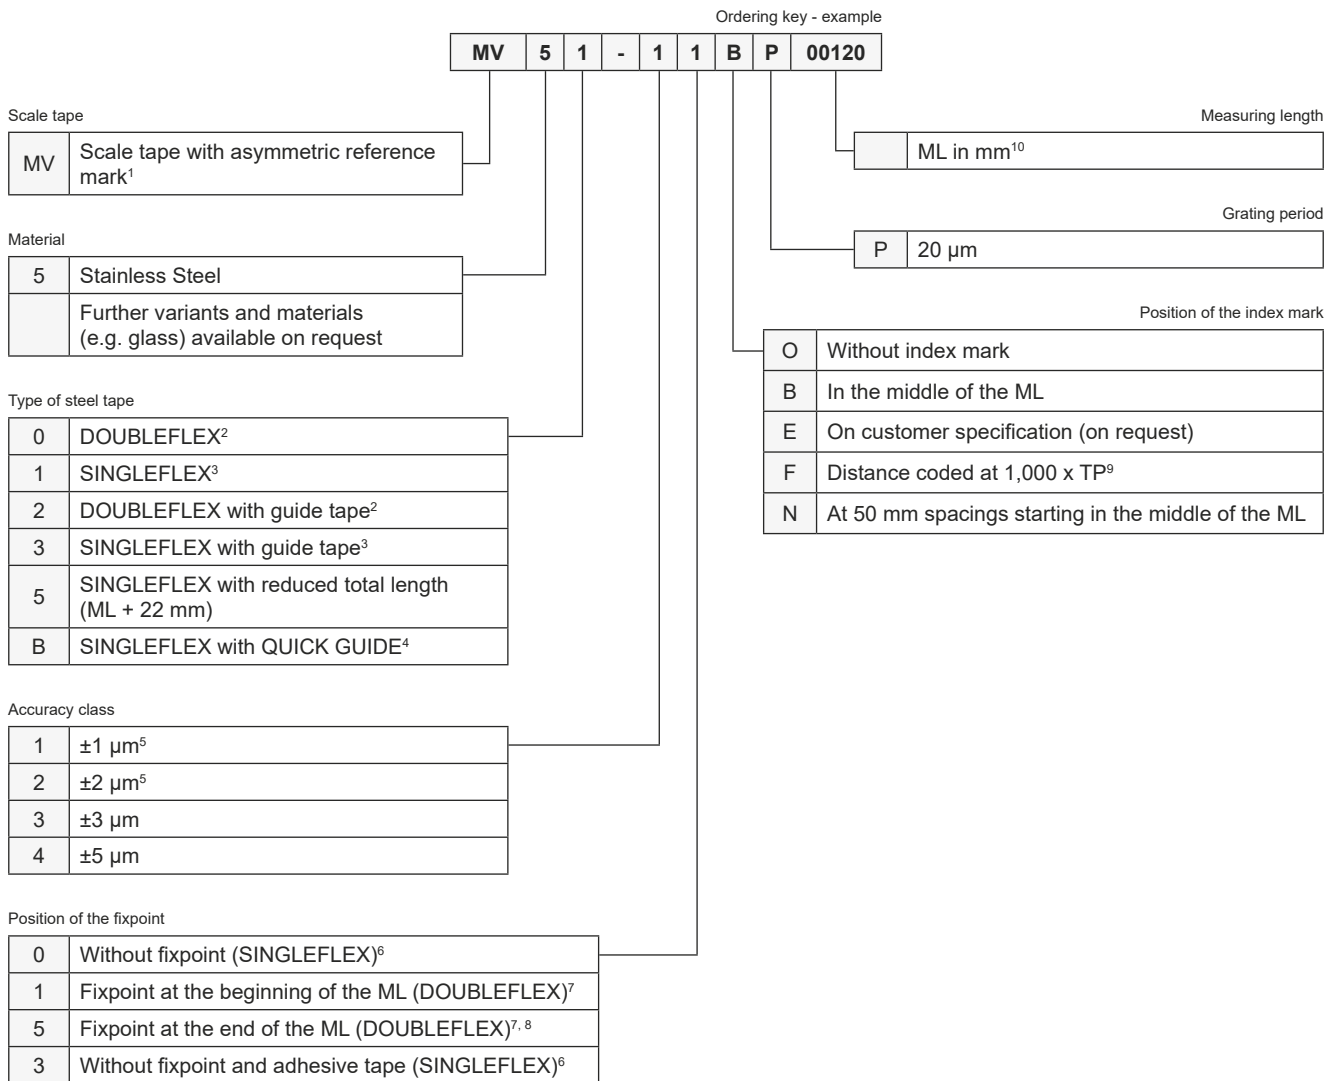 Ordering key - example
MV 5 1 - 1 1 B P 00120
Scale tape
MV Scale tape with asymmetric reference
mark¹
Material
5 Stainless Steel
Further variants and materials
(e.g. glass) available on request
Type of steel tape
0 DOUBLEFLEX²
1 SINGLEFLEX³
2 DOUBLEFLEX with guide tape²
3 SINGLEFLEX with guide tape³
5 SINGLEFLEX with reduced total length
(ML + 22 mm)
B SINGLEFLEX with QUICK GUIDE⁴
Accuracy class
1 ±1 µm⁵
2 ±2 µm⁵
3 ±3 µm
4 ±5 µm
Position of the fixpoint
0 Without fixpoint (SINGLEFLEX)⁶
1 Fixpoint at the beginning of the ML (DOUBLEFLEX)⁷
5 Fixpoint at the end of the ML (DOUBLEFLEX)⁷, ⁸
3 Without fixpoint and adhesive tape (SINGLEFLEX)⁶
Measuring length
ML in mm¹⁰
Grating period
P 20 µm
Position of the index mark
O Without index mark
B In the middle of the ML
E On customer specification (on request)
F Distance coded at 1,000 x TP⁹
N At 50 mm spacings starting in the middle of the ML